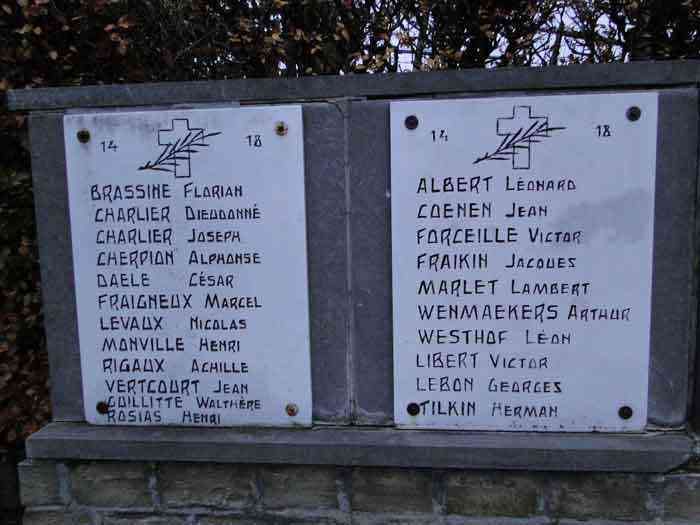 14 18
BRASSINE FLORIAN
CHARLIER DIEUDONNÉ
CHARLIER JOSEPH
CHERPION ALPHONSE
DAELE CÉSAR
FRAIGNEUX MARCEL
LEVAUX NICOLAS
MONVILLE HENRI
RIGAUX ACHILLE
VERTCOURT JEAN
GUILLITTE WALTHÈRE
ROSIAS HENRI
14 18
ALBERT LÉONARD
COENEN JEAN
FORCEILLE VICTOR
FRAIKIN JACQUES
MARLET LAMBERT
WENMAEKERS ARTHUR
WESTHOF LÉON
LIBERT VICTOR
LEBON GEORGES
TILKIN HERMAN